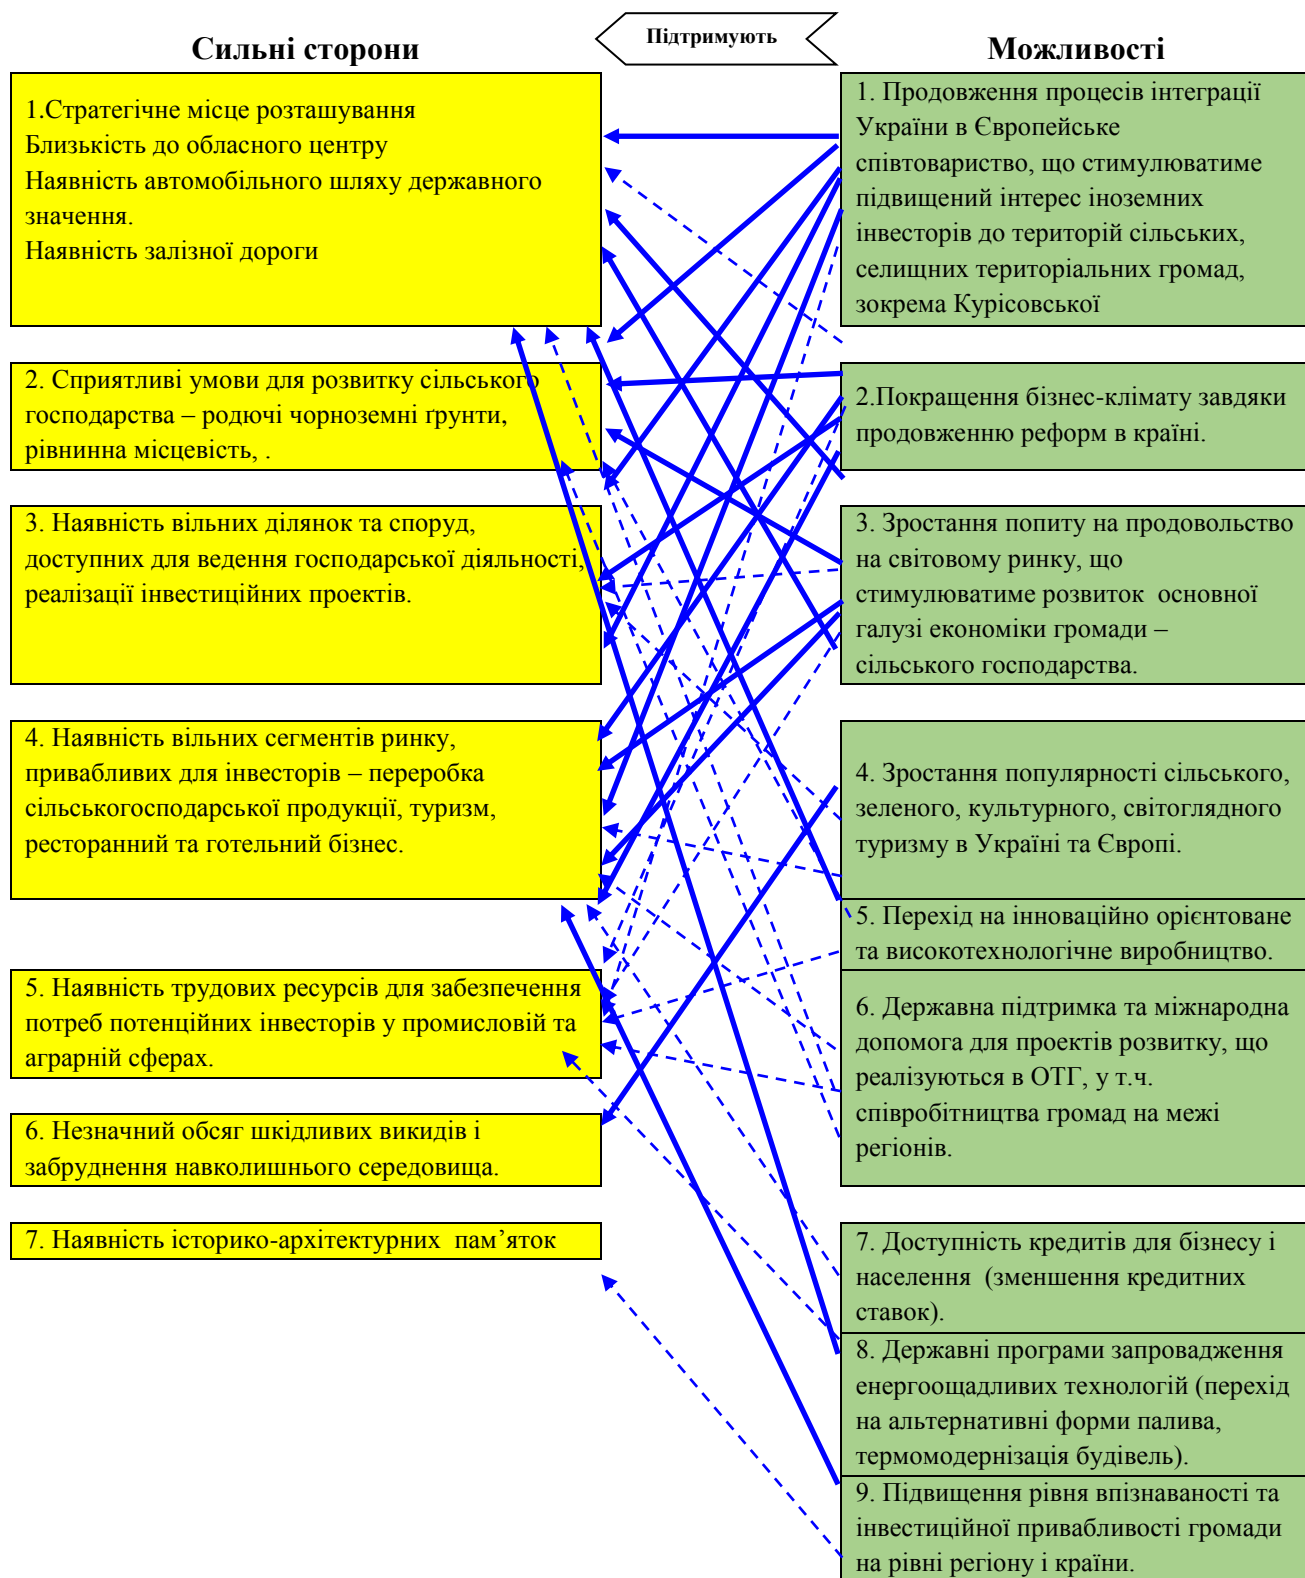 Сильні сторони
Підтримують
Можливості
1.Стратегічне місце розташування
Близькість до обласного центру
Наявність автомобільного шляху державного
значення.
Наявність залізної дороги
2. Сприятливі умови для розвитку сільського
господарства – родючі чорноземні ґрунти,
рівнинна місцевість, .
3. Наявність вільних ділянок та споруд,
доступних для ведення господарської діяльності,
реалізації інвестиційних проектів.
4. Наявність вільних сегментів ринку,
привабливих для інвесторів – переробка
сільськогосподарської продукції, туризм,
ресторанний та готельний бізнес.
5. Наявність трудових ресурсів для забезпечення
потреб потенційних інвесторів у промисловій та
аграрній сферах.
6. Незначний обсяг шкідливих викидів і
забруднення навколишнього середовища.
7. Наявність історико-архітектурних пам’яток
1. Продовження процесів інтеграції
України в Європейське
співтовариство, що стимулюватиме
підвищений інтерес іноземних
інвесторів до територій сільських,
селищних територіальних громад,
зокрема Курісовської
2.Покращення бізнес-клімату завдяки
продовженню реформ в країні.
3. Зростання попиту на продовольство
на світовому ринку, що
стимулюватиме розвиток основної
галузі економіки громади –
сільського господарства.
4. Зростання популярності сільського,
зеленого, культурного, світоглядного
туризму в Україні та Європі.
5. Перехід на інноваційно орієнтоване
та високотехнологічне виробництво.
6. Державна підтримка та міжнародна
допомога для проектів розвитку, що
реалізуються в ОТГ, у т.ч.
співробітництва громад на межі
регіонів.
7. Доступність кредитів для бізнесу і
населення (зменшення кредитних
ставок).
8. Державні програми запровадження
енергоощадливих технологій (перехід
на альтернативні форми палива,
термомодернізація будівель).
9. Підвищення рівня впізнаваності та
інвестиційної привабливості громади
на рівні регіону і країни.